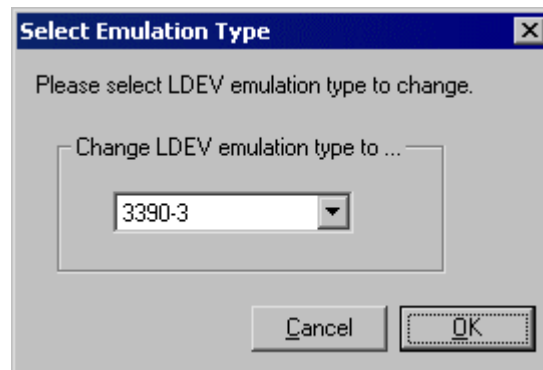 Select Emulation Type
Please select LDEV emulation type to change.
Change LDEV emulation type to ...
3390-3
Cancel
OK